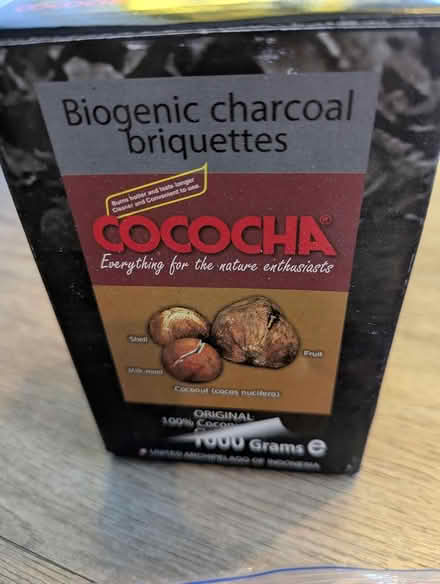 Biogenic charcoal
briquettes
Burns hotter and lasts longer
Cleaner and Convenient to use.
COCOCHA®
Everything for the nature enthusiasts
Shell
Fruit
Milk-meat
Coconut (cocos nucifera)
ORIGINAL
100%
1000 Grams ℮
UNITED ARCHIPELAGO OF INDONESIA